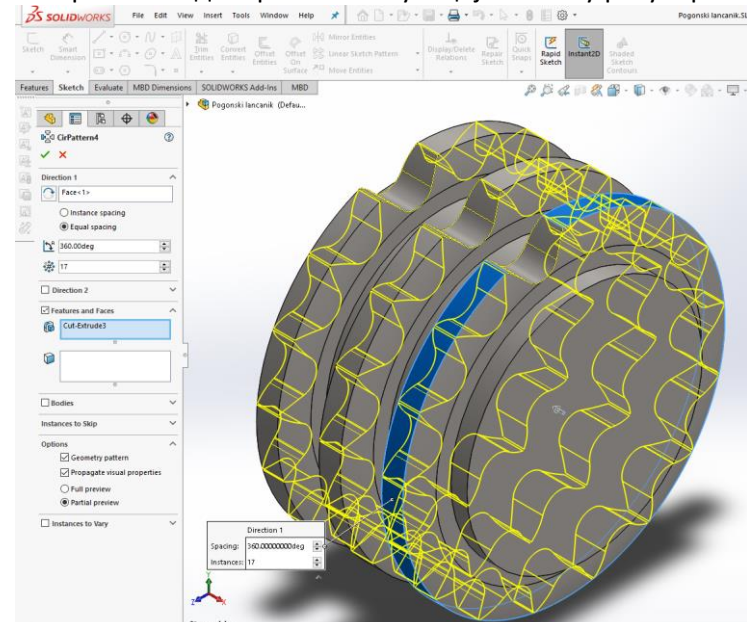 SOLIDWORKS File Edit View Insert Tools Window Help Pogonski lancanik.SL
Sketch Smart Dimension Trim Entities Convert Entities Offset Entities Offset On Surface Mirror Entities Linear Sketch Pattern Move Entities Display/Delete Relations Repair Sketch Quick Snaps Rapid Sketch Instant2D Shaded Sketch Contours
Features Sketch Evaluate MBD Dimensions SOLIDWORKS Add-Ins MBD
Pogonski lancanik (Defau...
CirPattern4
Direction 1
Face<1>
Instance spacing
Equal spacing
360.00deg
17
Direction 2
Features and Faces
Cut-Extrude3
Bodies
Instances to Skip
Options
Geometry pattern
Propagate visual properties
Full preview
Partial preview
Instances to Vary
Direction 1
Spacing: 360.00000000deg
Instances: 17